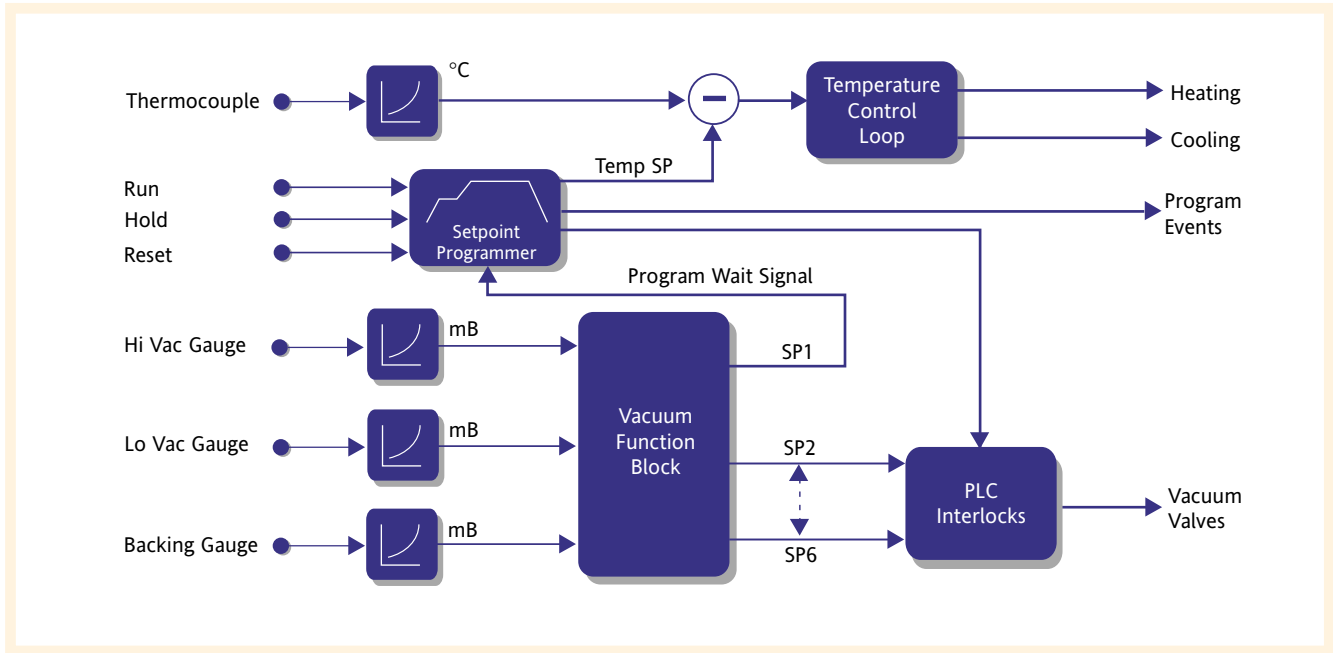 °C
Thermocouple
Temperature
Control
Loop
Heating
Cooling
Temp SP
Run
Hold
Reset
Setpoint
Programmer
Program
Events
Program Wait Signal
Hi Vac Gauge
mB
SP1
Lo Vac Gauge
mB
Vacuum
Function
Block
SP2
PLC
Interlocks
Vacuum
Valves
Backing Gauge
mB
SP6